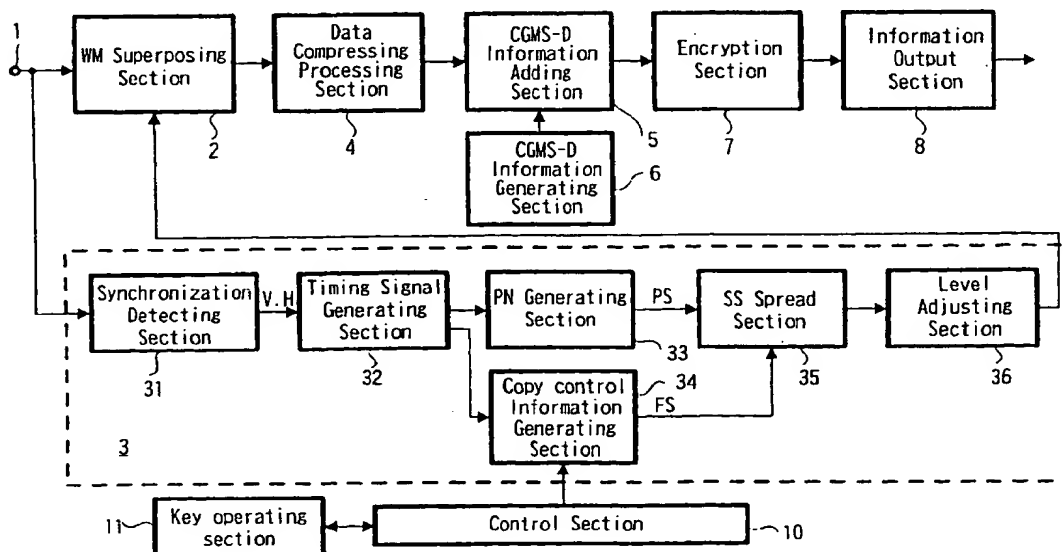 1
WM Superposing
Section
2
Data
Compressing
Processing
Section
4
CGMS-D
Information
Adding
Section
5
Encryption
Section
7
Information
Output
Section
8
CGMS-D
Information
Generating
Section
6
Synchronization
Detecting
Section
31
V.H
Timing Signal
Generating
Section
32
PN Generating
Section
33
PS
SS Spread
Section
35
Level
Adjusting
Section
36
Copy control
Information
Generating
Section
34
FS
3
11
Key operating
section
Control Section
10